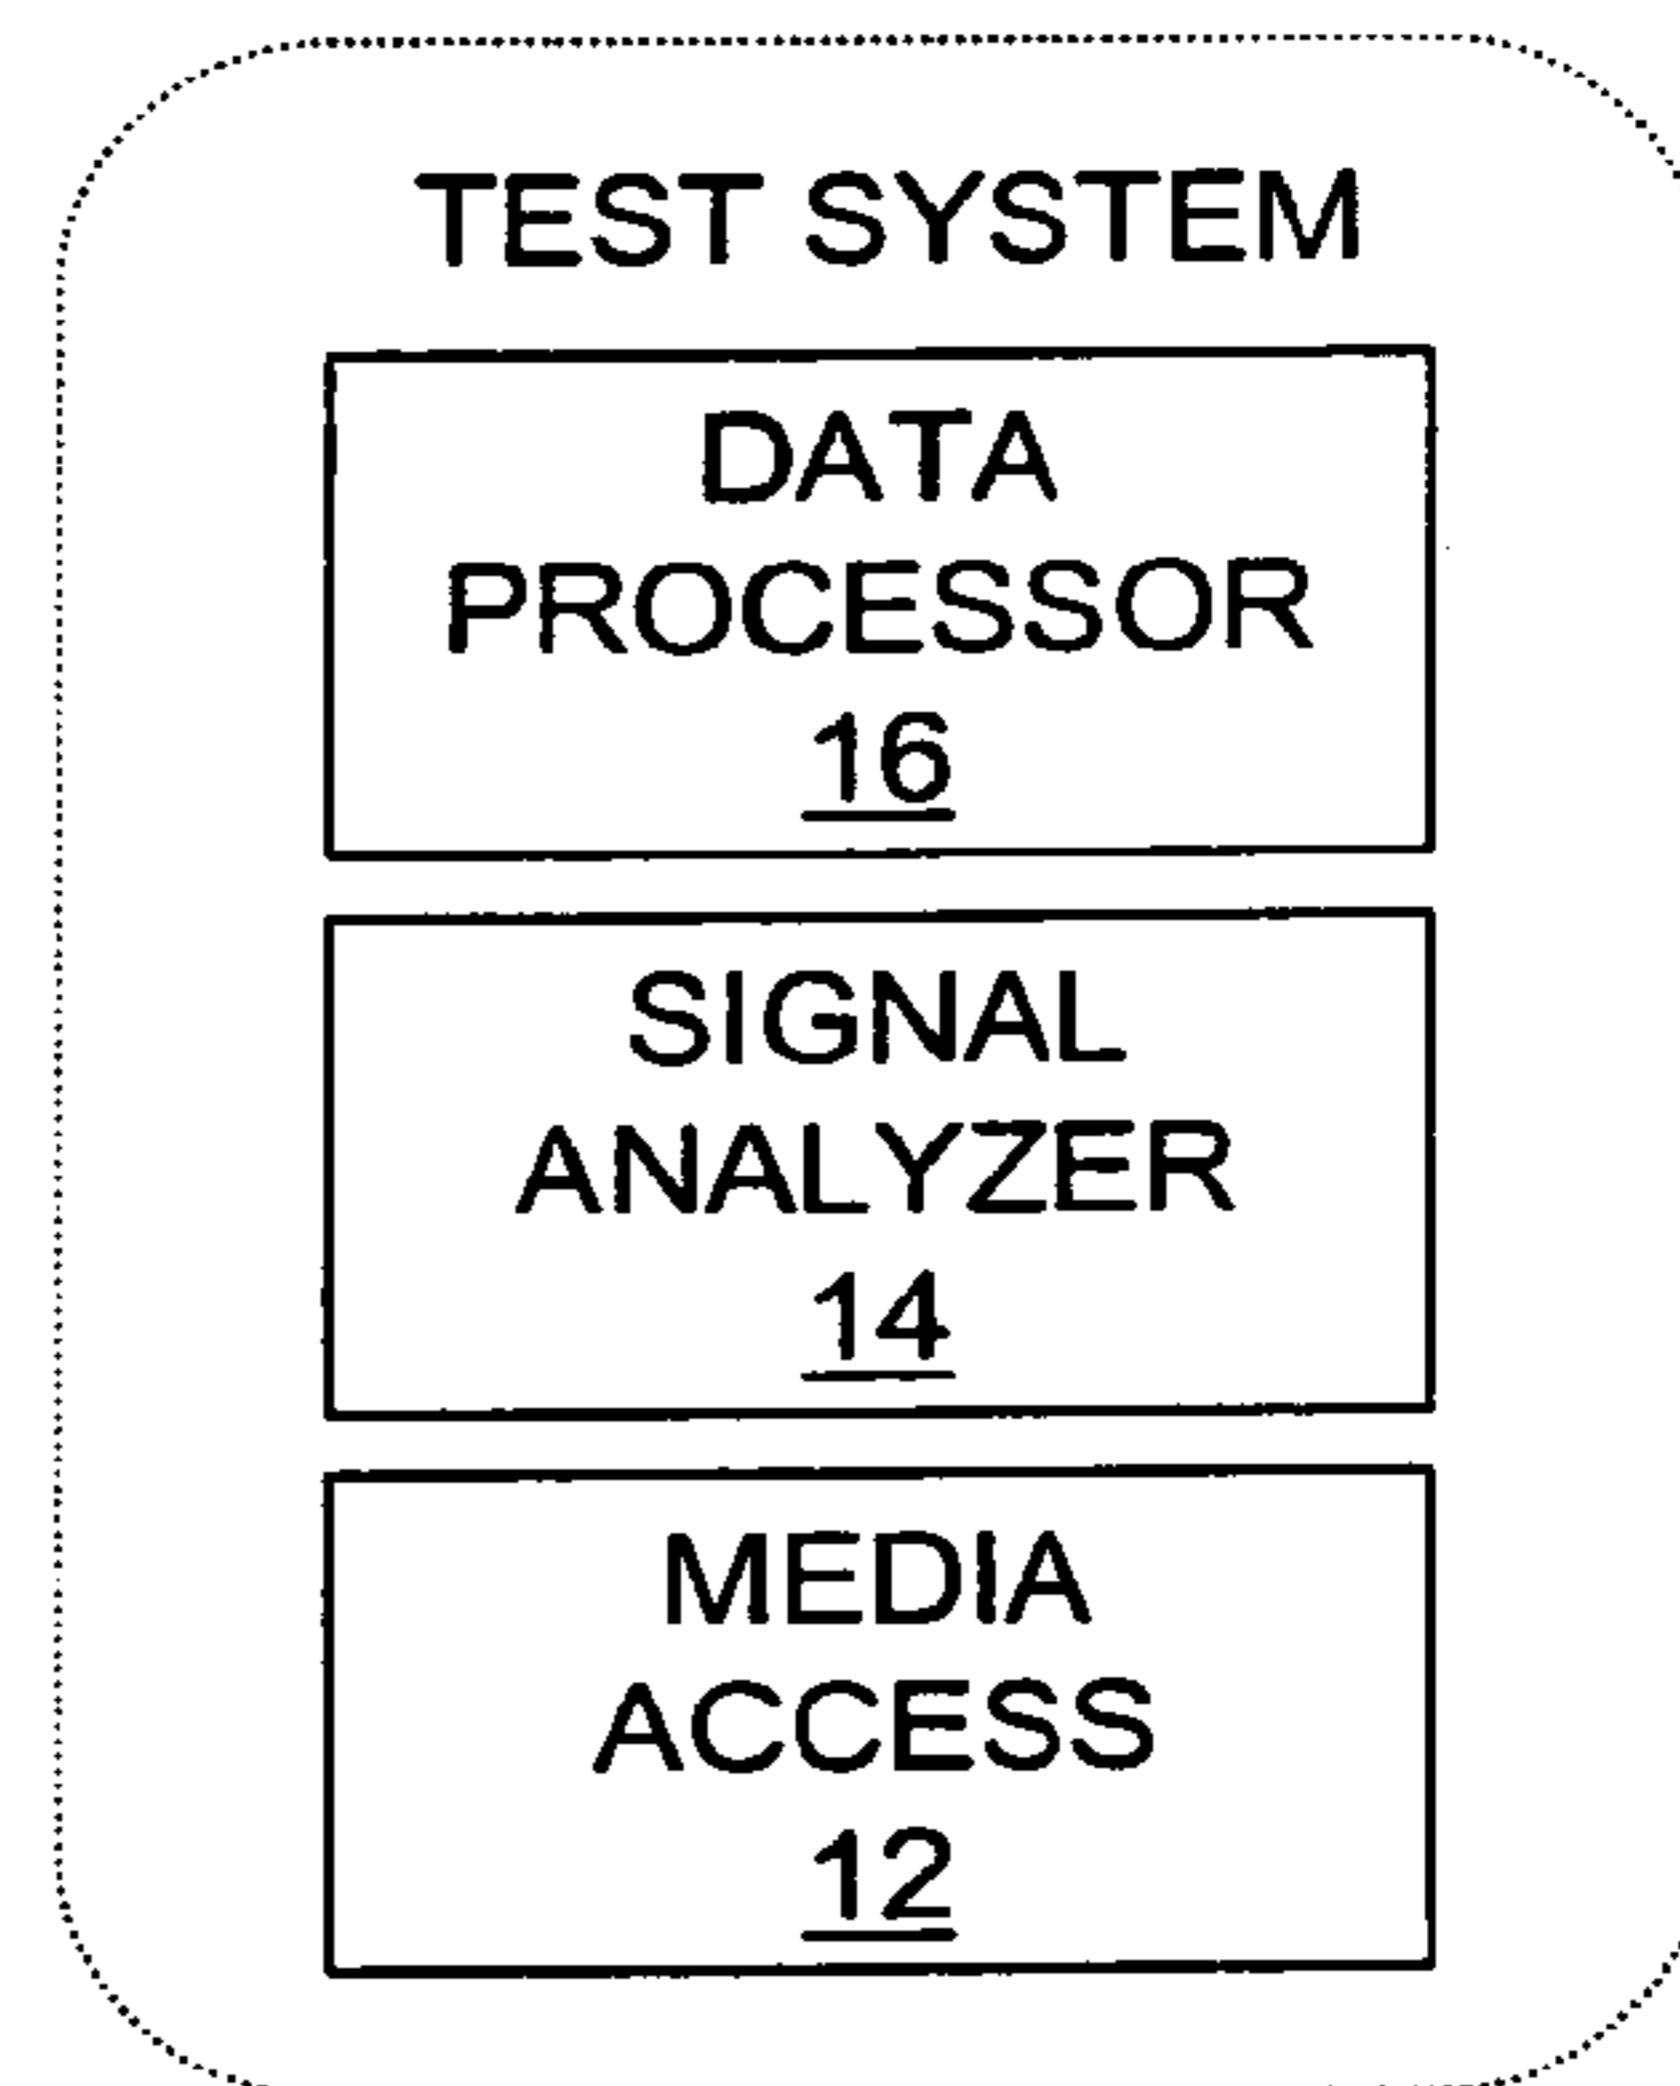 TEST SYSTEM
DATA
PROCESSOR
16
SIGNAL
ANALYZER
14
MEDIA
ACCESS
12